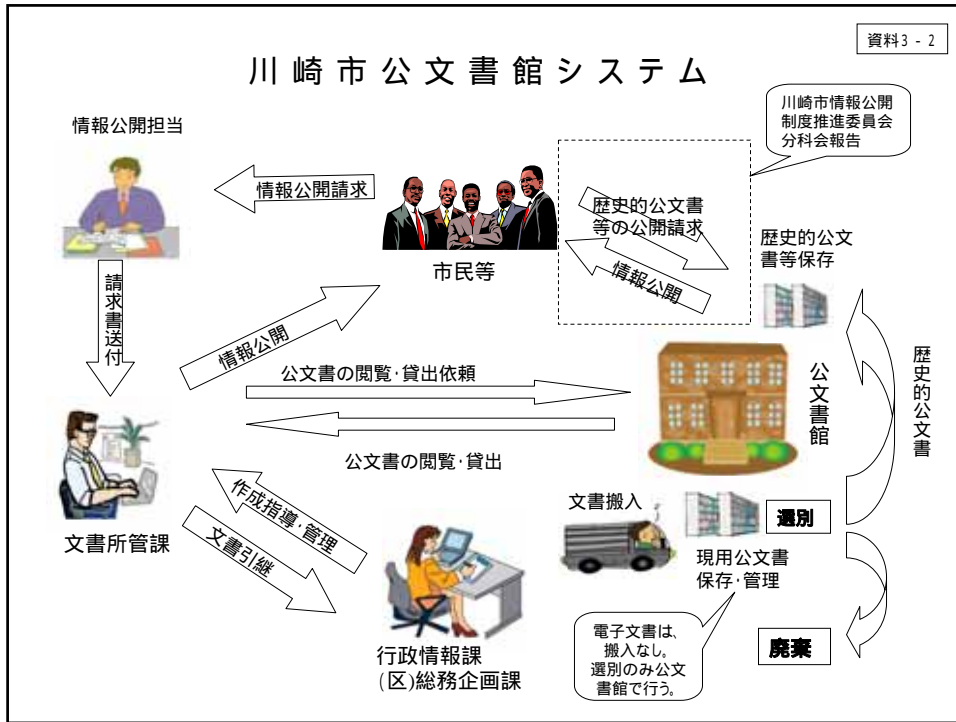 資料3-2
川崎市公文書館システム
川崎市情報公開
制度推進委員会
分科会報告
情報公開担当
情報公開請求
市民等
歴史的公文書
等の公開請求
情報公開
歴史的公文
書等保存
請求書送付
情報公開
公文書の閲覧・貸出依頼
公文書の閲覧・貸出
公文書館
歴史的公文書
文書所管課
作成指導・管理
文書引継
行政情報課
(区)総務企画課
文書搬入
選別
現用公文書
保存・管理
電子文書は、
搬入なし。
選別のみ公文
書館で行う。
廃棄